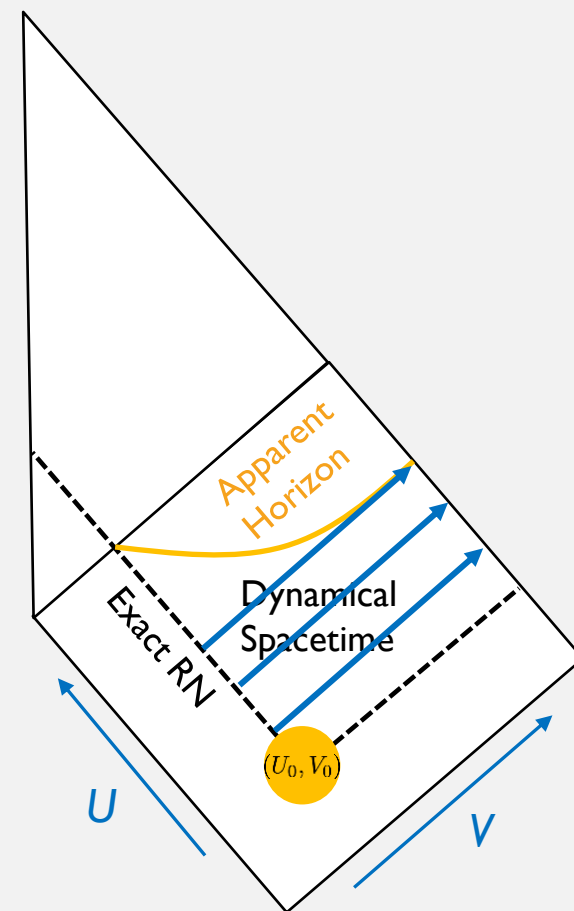 Apparent
Horizon
Dynamical
Spacetime
Exact RN
(U₀, V₀)
U
V